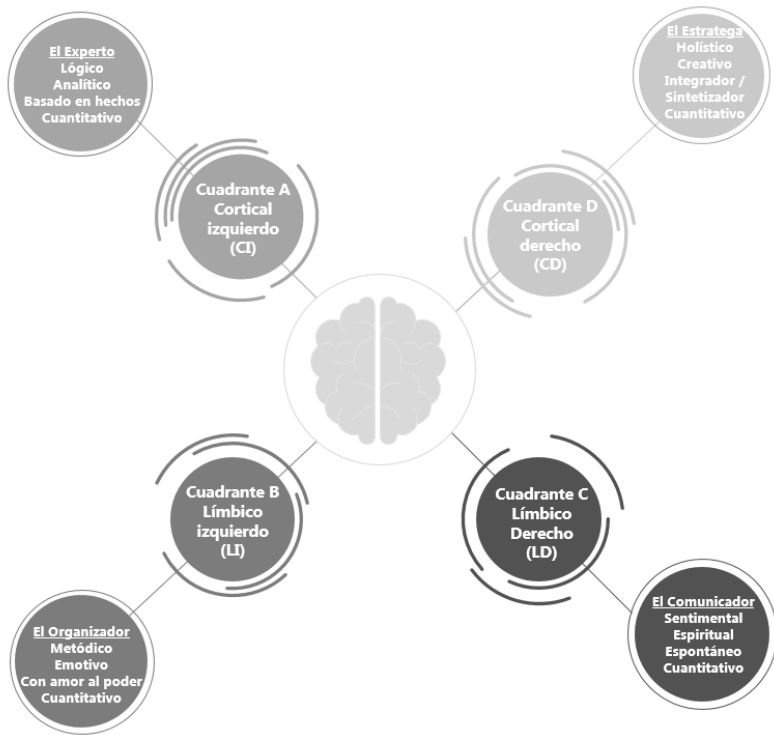 El Experto
Lógico
Analítico
Basado en hechos
Cuantitativo
El Estratega
Holístico
Creativo
Integrador /
Sintetizador
Cuantitativo
Cuadrante A
Cortical
izquierdo
(CI)
Cuadrante D
Cortical
derecho
(CD)
Cuadrante B
Límbico
izquierdo
(LI)
Cuadrante C
Límbico
Derecho
(LD)
El Organizador
Metódico
Emotivo
Con amor al poder
Cuantitativo
El Comunicador
Sentimental
Espiritual
Espontáneo
Cuantitativo